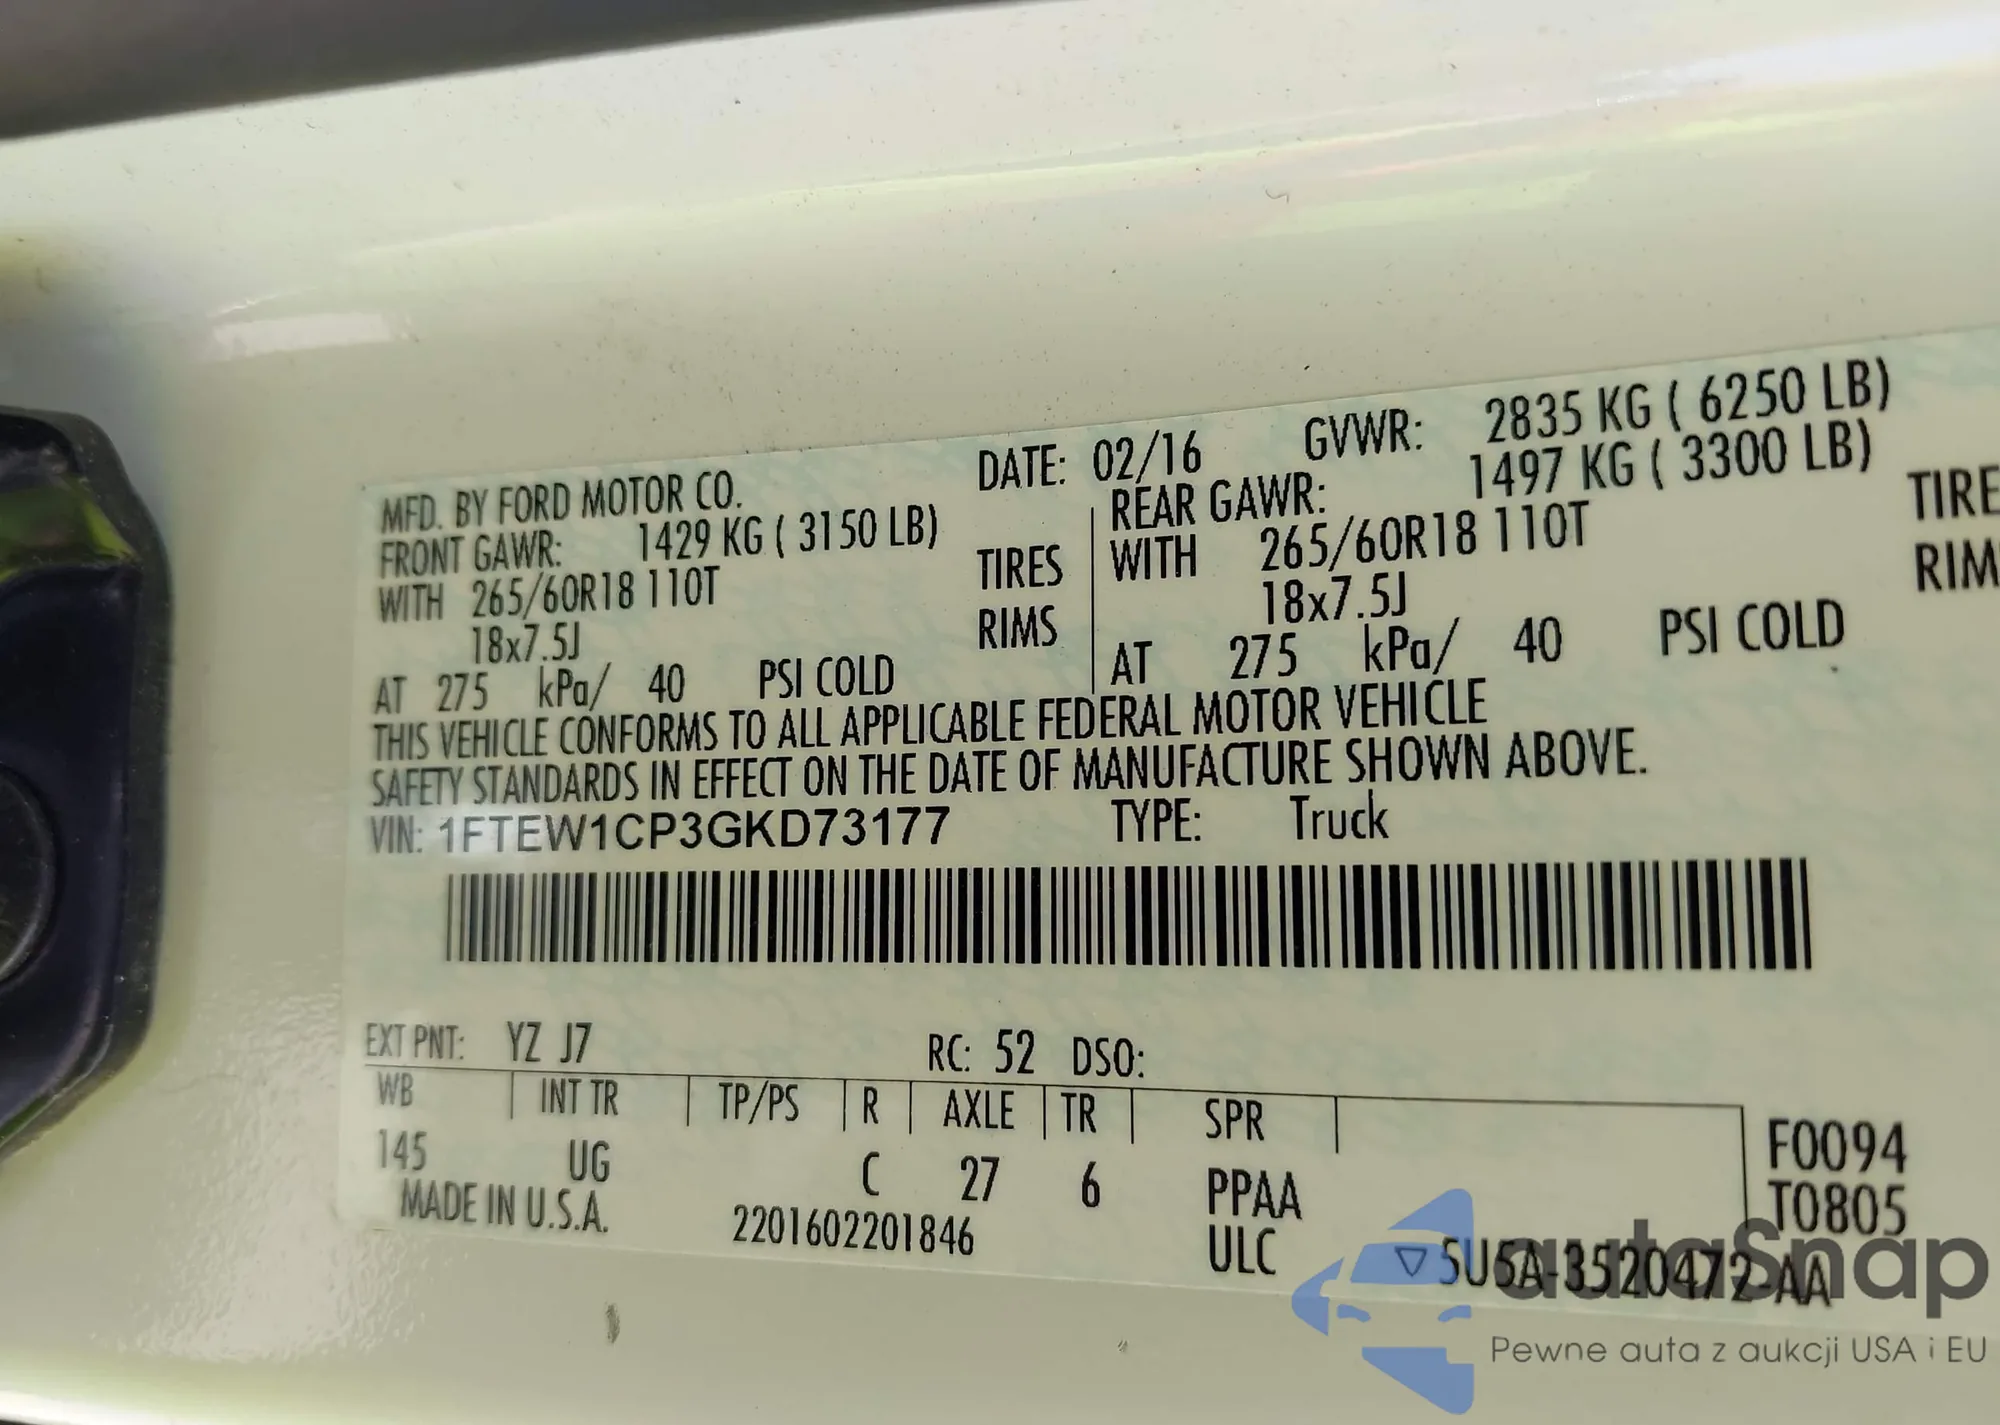 MFD. BY FORD MOTOR CO. DATE: 02/16 GVWR: 2835 KG ( 6250 LB)
FRONT GAWR: 1429 KG ( 3150 LB) REAR GAWR: 1497 KG ( 3300 LB)
WITH 265/60R18 110T TIRES WITH 265/60R18 110T TIRE
18x7.5J RIMS 18x7.5J RIM
AT 275 kPa/ 40 PSI COLD AT 275 kPa/ 40 PSI COLD
THIS VEHICLE CONFORMS TO ALL APPLICABLE FEDERAL MOTOR VEHICLE
SAFETY STANDARDS IN EFFECT ON THE DATE OF MANUFACTURE SHOWN ABOVE.
VIN: 1FTEW1CP3GKD73177 TYPE: Truck
EXT PNT: YZ J7 RC: 52 DSO:
WB INT TR TP/PS R AXLE TR SPR
145 UG C 27 6 PPAA F0094
MADE IN U.S.A. 2201602201846 ULC T0805
▽ 5U5A-3520472-AA
autoSnap
Pewne auta z aukcji USA i EU